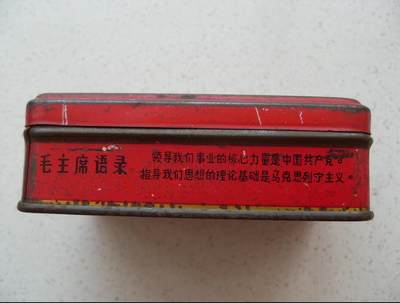 毛主席语录
领导我们事业的核心力量是中国共产党。
指导我们思想的理论基础是马克思列宁主义。